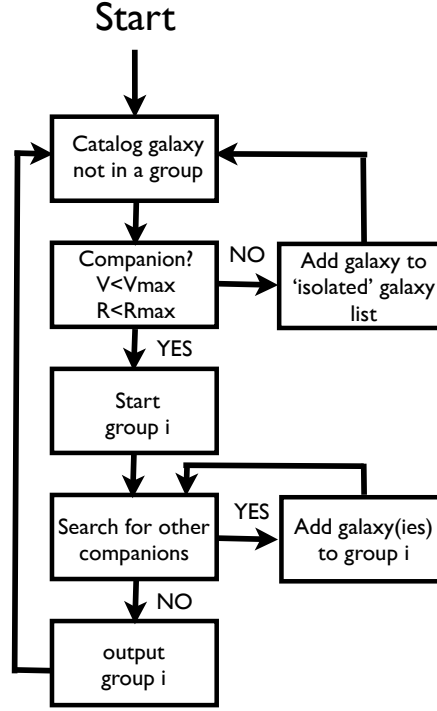 Start
Catalog galaxy
not in a group
Companion?
V<Vmax
R<Rmax
NO
Add galaxy to
‘isolated’ galaxy
list
YES
Start
group i
Search for other
companions
YES
Add galaxy(ies)
to group i
NO
output
group i